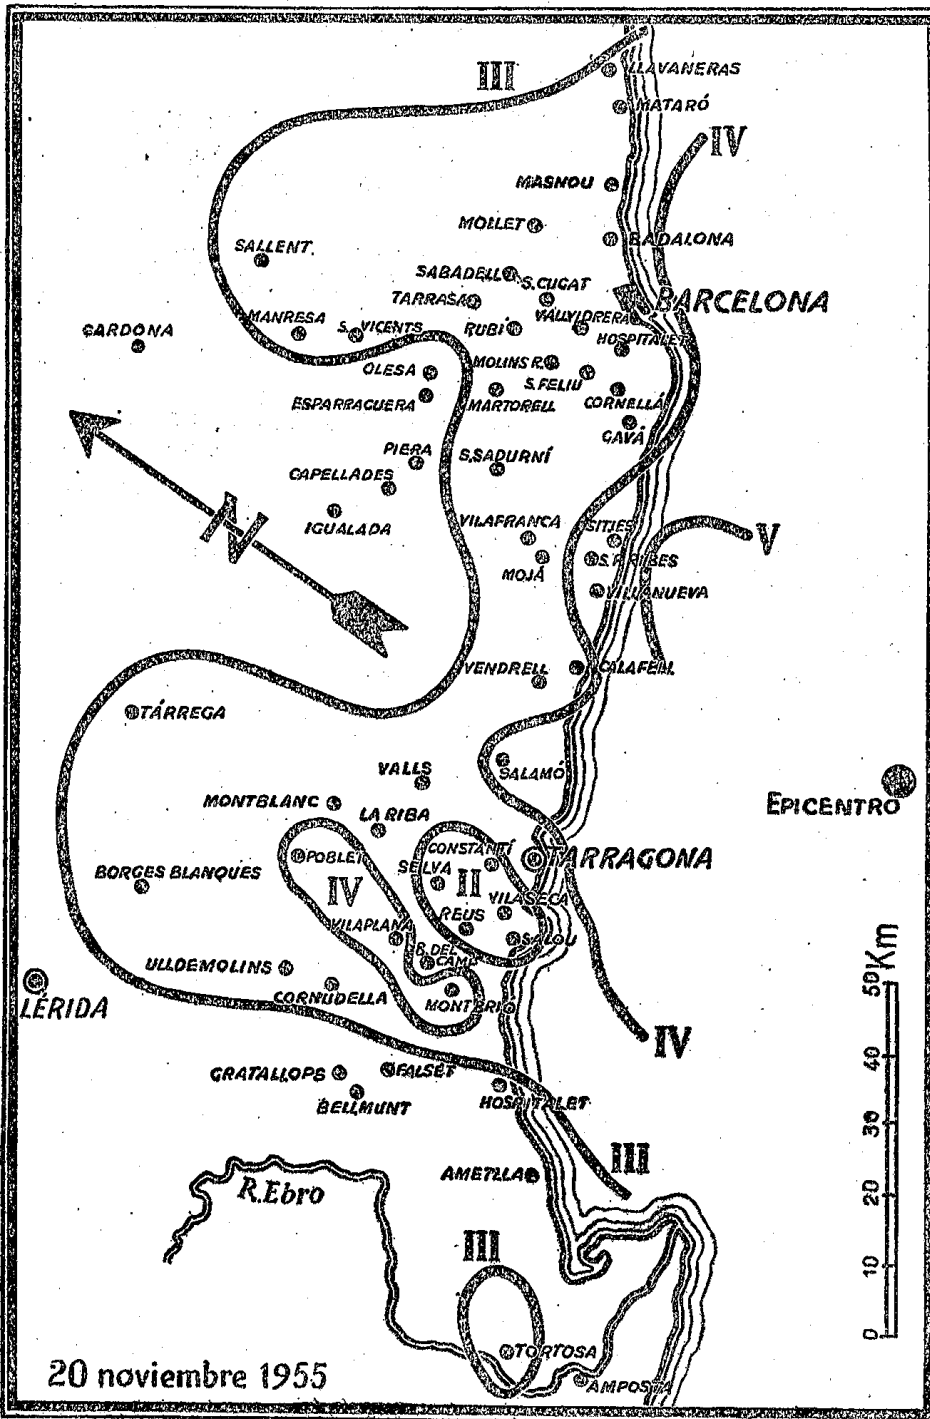 III
LLAVANERAS
MATARÓ
IV
MASNOU
MOLLET
BADALONA
SALLENT.
SABADELL
S.CUGAT
TARRASA
BARCELONA
MANRESA
S. VICENTS
RUBÍ
VALLVIDRERA
CARDONA
HOSPITALET
OLESA
MOLINS R.
S.FELIU
ESPARRAGUERA
MARTORELL
CORNELLÁ
GAVÁ
PIERA
S.SADURNÍ
CAPELLADES
N
IGUALADA
VILAFRANCA
SITJES
V
MOJÁ
S.P.RIBES
VILLANUEVA
VENDRELL
CALAFELL
TÁRREGA
VALLS
SALAMÓ
MONTBLANC
EPICENTRO
LA RIBA
POBLET
CONSTANTÍ
TARRAGONA
BORGES BLANQUES
SELVA
IV
II
VILASECA
REUS
VILAPLANA
SALOU
B.DEL
CAMP
ULLDEMOLINS
CORNUDELLA
MONTBRIÓ
LÉRIDA
50 Km
40
30
20
10
0
IV
GRATALLOPS
FALSET
BELLMUNT
HOSPITALET
III
AMETLLA
R.Ebro
III
TORTOSA
AMPOSTA
20 noviembre 1955